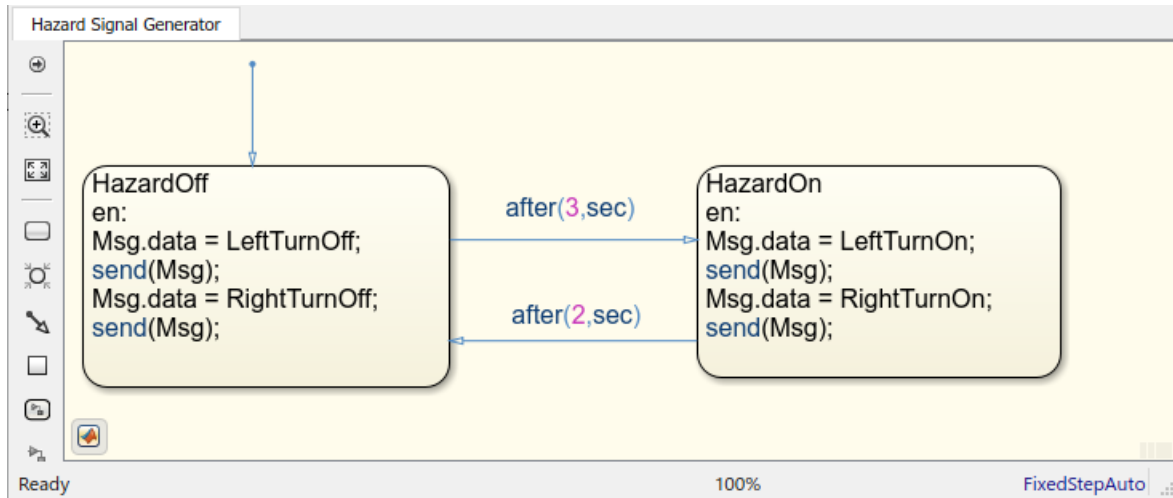 Hazard Signal Generator
HazardOff
en:
Msg.data = LeftTurnOff;
send(Msg);
Msg.data = RightTurnOff;
send(Msg);
after(3,sec)
after(2,sec)
HazardOn
en:
Msg.data = LeftTurnOn;
send(Msg);
Msg.data = RightTurnOn;
send(Msg);
Ready
100%
FixedStepAuto